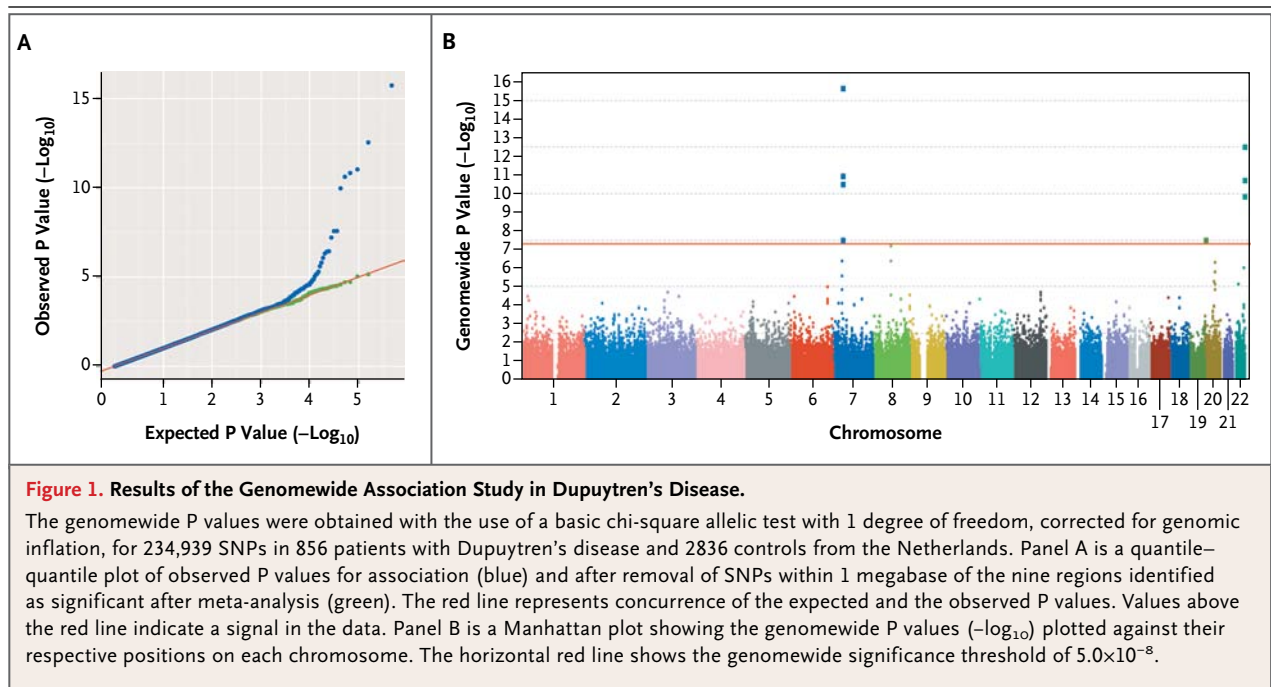 A
Observed P Value (–Log10)
15
10
5
0
0 1 2 3 4 5
Expected P Value (–Log10)
B
Genomewide P Value (–Log10)
16
15
14
13
12
11
10
9
8
7
6
5
4
3
2
1
0
1 2 3 4 5 6 7 8 9 10 11 12 13 14 15 16 18 20 22
17 19 21
Chromosome
Figure 1. Results of the Genomewide Association Study in Dupuytren's Disease.
The genomewide P values were obtained with the use of a basic chi-square allelic test with 1 degree of freedom, corrected for genomic
inflation, for 234,939 SNPs in 856 patients with Dupuytren's disease and 2836 controls from the Netherlands. Panel A is a quantile–
quantile plot of observed P values for association (blue) and after removal of SNPs within 1 megabase of the nine regions identified
as significant after meta-analysis (green). The red line represents concurrence of the expected and the observed P values. Values above
the red line indicate a signal in the data. Panel B is a Manhattan plot showing the genomewide P values (–log₁₀) plotted against their
respective positions on each chromosome. The horizontal red line shows the genomewide significance threshold of 5.0×10⁻⁸.